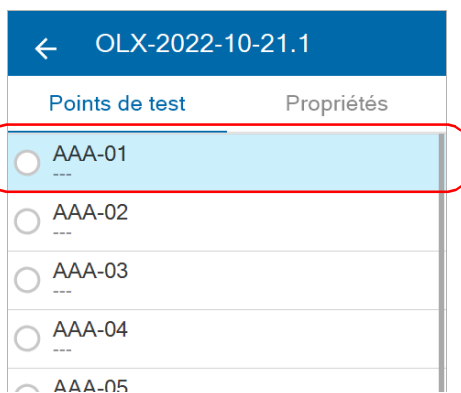 ← OLX-2022-10-21.1
Points de test Propriétés
AAA-01
---
AAA-02
---
AAA-03
---
AAA-04
---
AAA-05